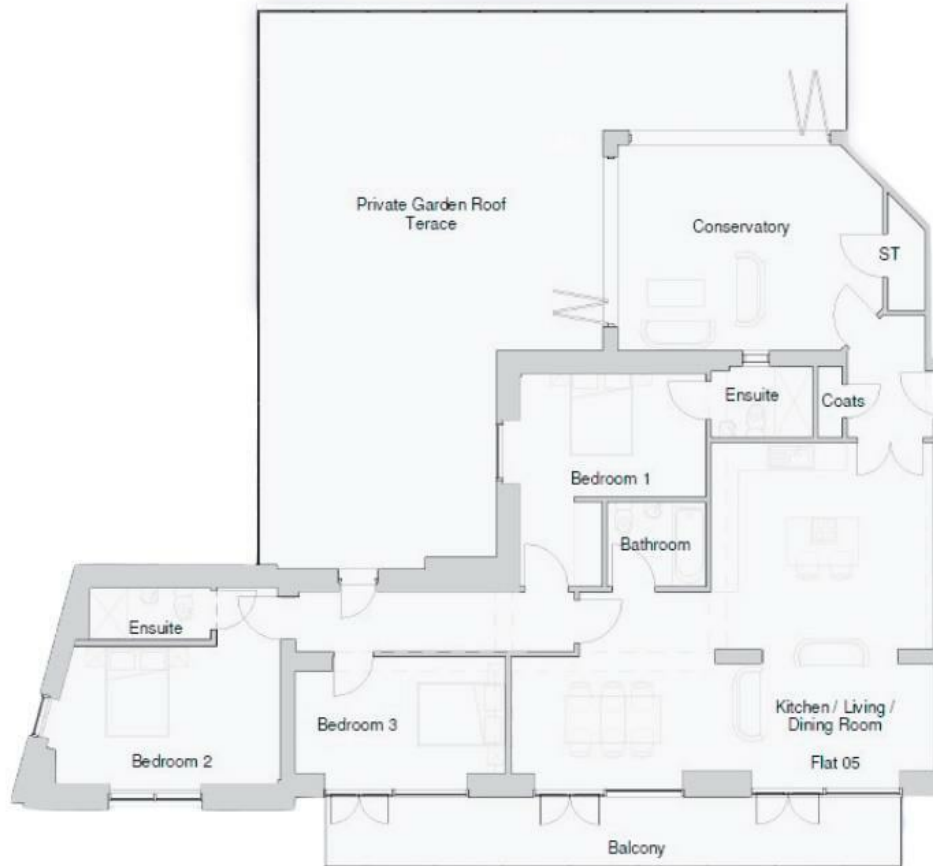 Private Garden Roof
Terace
Conservatory
ST
Ensuite
Coats
Bedroom 1
Bathroom
Ensuite
Bedroom 2
Bedroom 3
Kitchen / Living /
Dining Room
Flat 05
Balcony